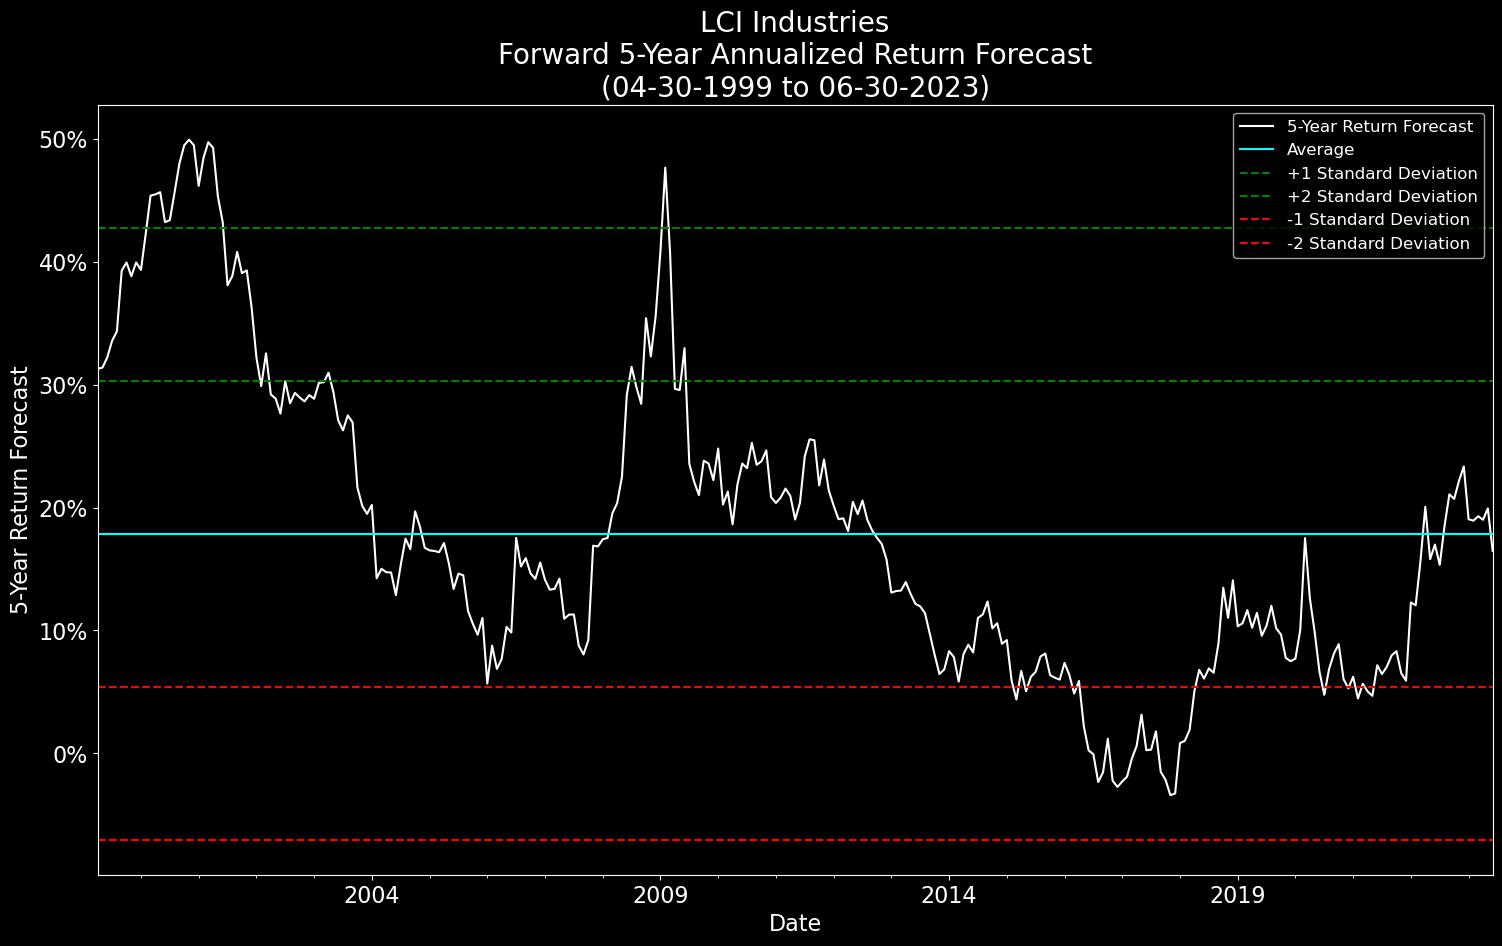 LCI Industries
Forward 5-Year Annualized Return Forecast
(04-30-1999 to 06-30-2023)
5-Year Return Forecast
Average
+1 Standard Deviation
+2 Standard Deviation
-1 Standard Deviation
-2 Standard Deviation
5-Year Return Forecast
50%
40%
30%
20%
10%
0%
2004
2009
2014
2019
Date